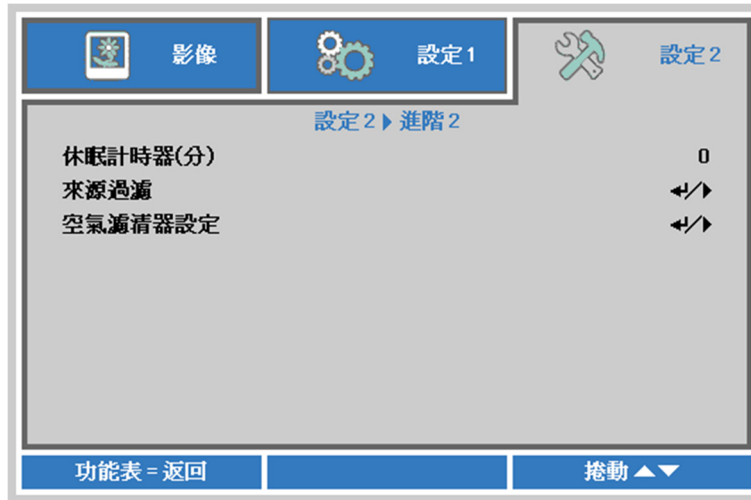 影像 設定1 設定2
設定2▶進階2
休眠計時器(分) 0
來源過濾 ↵/▶
空氣濾清器設定 ↵/▶
功能表=返回 捲動▲▼